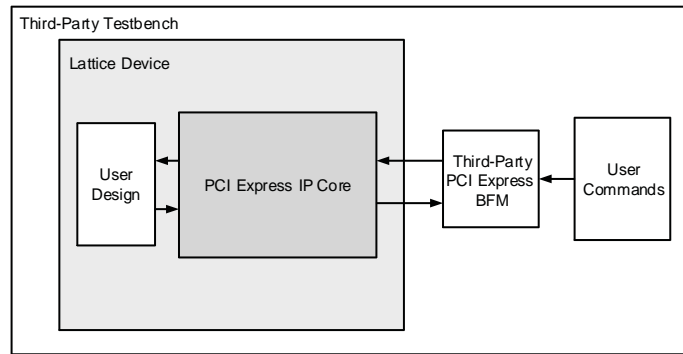 Third-Party Testbench
Lattice Device
User
Design
PCI Express IP Core
Third-Party
PCI Express
BFM
User
Commands